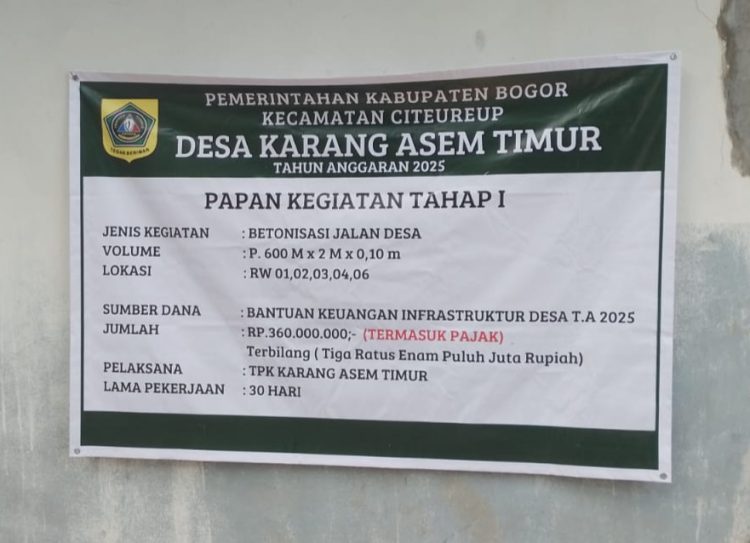 PEMERINTAHAN KABUPATEN BOGOR
KECAMATAN CITEUREUP
DESA KARANG ASEM TIMUR
TAHUN ANGGARAN 2025
TEGAR BERIMAN
PAPAN KEGIATAN TAHAP I
JENIS KEGIATAN : BETONISASI JALAN DESA
VOLUME : P. 600 M x 2 M x 0,10 m
LOKASI : RW 01,02,03,04,06
SUMBER DANA : BANTUAN KEUANGAN INFRASTRUKTUR DESA T.A 2025
JUMLAH : RP.360.000.000;- (TERMASUK PAJAK)
Terbilang ( Tiga Ratus Enam Puluh Juta Rupiah)
PELAKSANA : TPK KARANG ASEM TIMUR
LAMA PEKERJAAN : 30 HARI